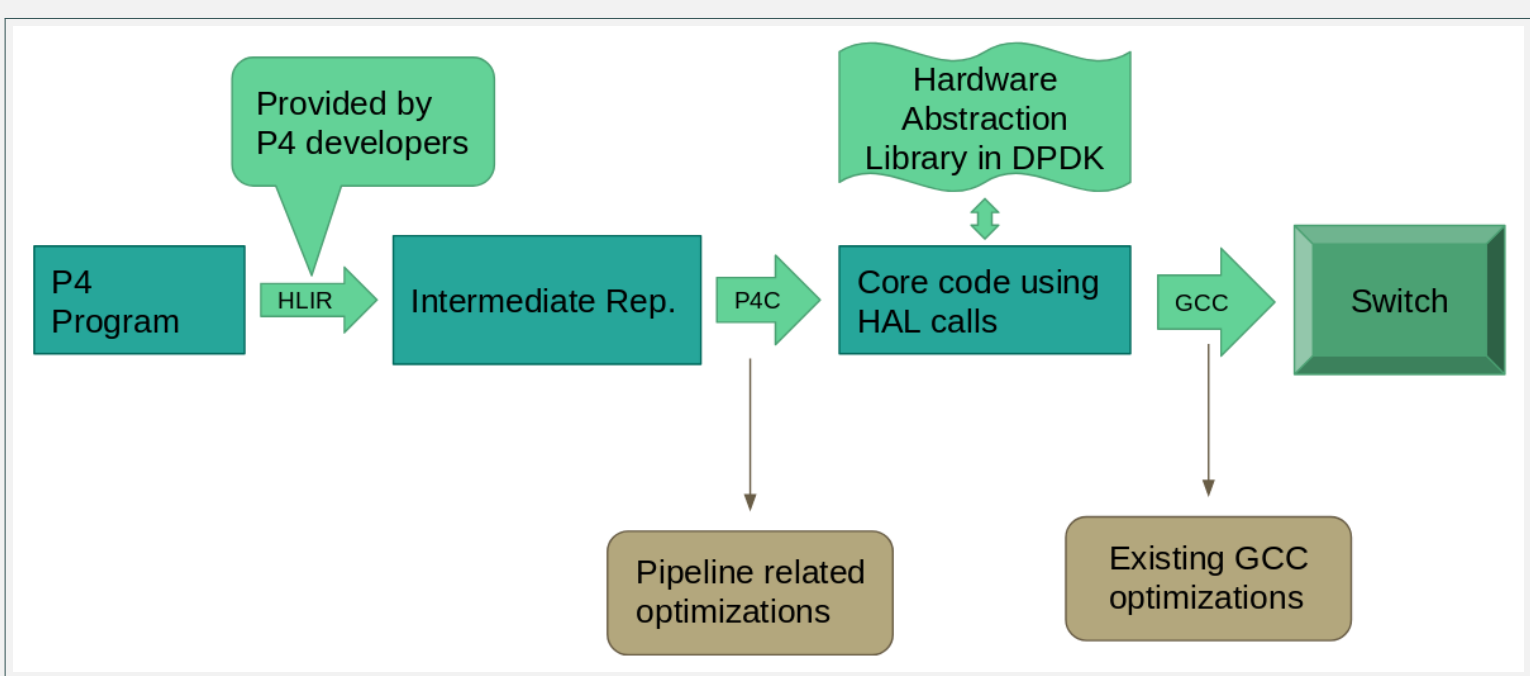 Provided by
P4 developers
Hardware
Abstraction
Library in DPDK
P4
Program
HLIR
Intermediate Rep.
P4C
Core code using
HAL calls
GCC
Switch
Pipeline related
optimizations
Existing GCC
optimizations